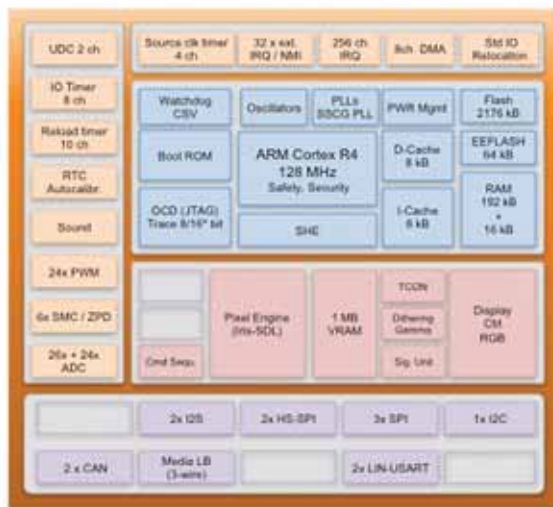 UDC 2 ch
Source clk timer
4 ch
32 x ext.
IRQ / NMI
256 ch
IRQ
8ch. DMA
Std IO
Relocation
IO Timer
8 ch
Reload timer
10 ch
RTC
Autocalibr.
Sound
24x PWM
6x SMC / ZPD
26x + 24x
ADC
Watchdog
CSV
Oscillators
PLLs
SSCG PLL
PWR Mgmt
Flash
2176 kB
Boot ROM
ARM Cortex R4
128 MHz
Safety, Security
D-Cache
8 kB
EEFLASH
64 kB
OCD (JTAG)
Trace 8/16* bit
SHE
I-Cache
8 kB
RAM
192 kB
+
16 kB
Cmd Sequ.
Pixel Engine
(Iris-SDL)
1 MB
VRAM
TCON
Dithering
Gamma
Sig. Unit
Display
CM
RGB
2x I2S
2x HS-SPI
3x SPI
1x I2C
2 x CAN
Media LB
(3-wire)
2x LIN-USART